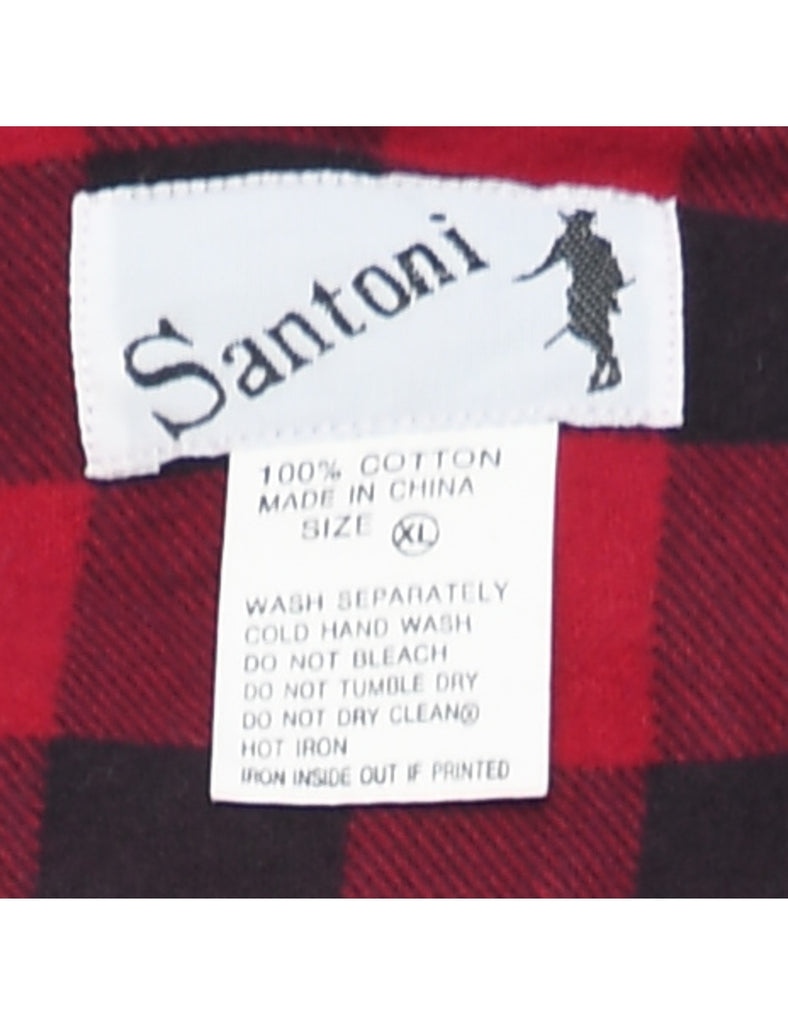 Santoni
100% COTTON
MADE IN CHINA
SIZE XL
WASH SEPARATELY
COLD HAND WASH
DO NOT BLEACH
DO NOT TUMBLE DRY
DO NOT DRY CLEANⓍ
HOT IRON
IRON INSIDE OUT IF PRINTED